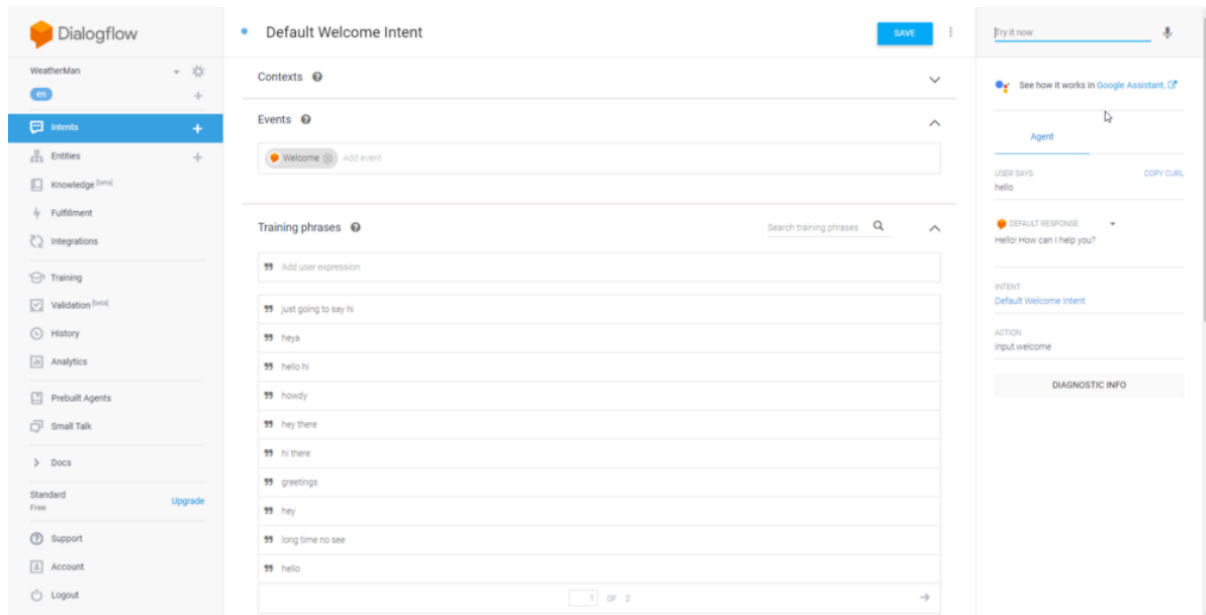 Dialogflow
WeatherMan
en
Intents
Entities
Knowledge [beta]
Fulfillment
Integrations
Training
Validation [beta]
History
Analytics
Prebuilt Agents
Small Talk
Docs
Standard
Free
Upgrade
Support
Account
Logout
Default Welcome Intent
SAVE
Contexts
Events
Welcome Add event
Training phrases
Search training phrases
Add user expression
just going to say hi
heya
hello hi
howdy
hey there
hi there
greetings
hey
long time no see
hello
1 OF 2
Try it now
See how it works in Google Assistant.
Agent
USER SAYS COPY CURL
hello
DEFAULT RESPONSE
Hello! How can I help you?
INTENT
Default Welcome Intent
ACTION
input.welcome
DIAGNOSTIC INFO